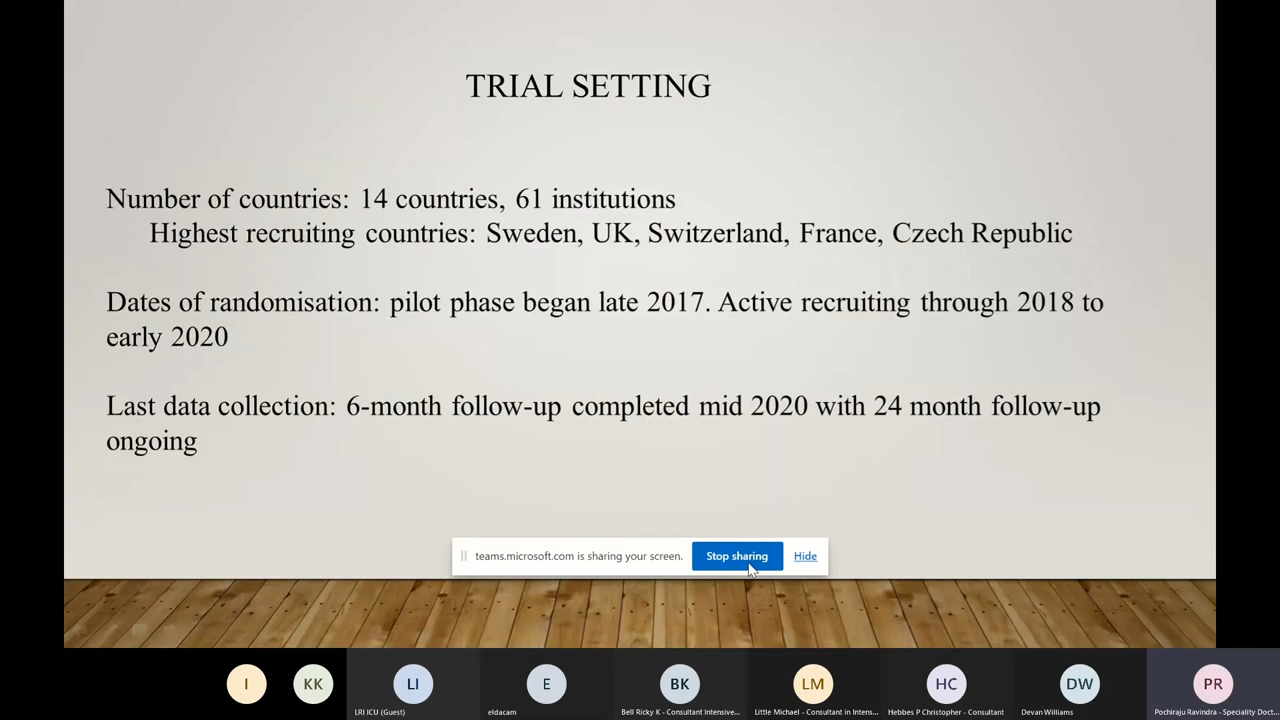 TRIAL SETTING
Number of countries: 14 countries, 61 institutions
Highest recruiting countries: Sweden, UK, Switzerland, France, Czech Republic
Dates of randomisation: pilot phase began late 2017. Active recruiting through 2018 to
early 2020
Last data collection: 6-month follow-up completed mid 2020 with 24 month follow-up
ongoing
teams.microsoft.com is sharing your screen. Stop sharing Hide
I KK LI E BK LM HC DW PR
LRI ICU (Guest) eldacam Bell Ricky K - Consultant Intensive... Little Michael - Consultant in Intens... Hebbes P Christopher - Consultant Devan Williams Pochiraju Ravindra - Speciality Doct...